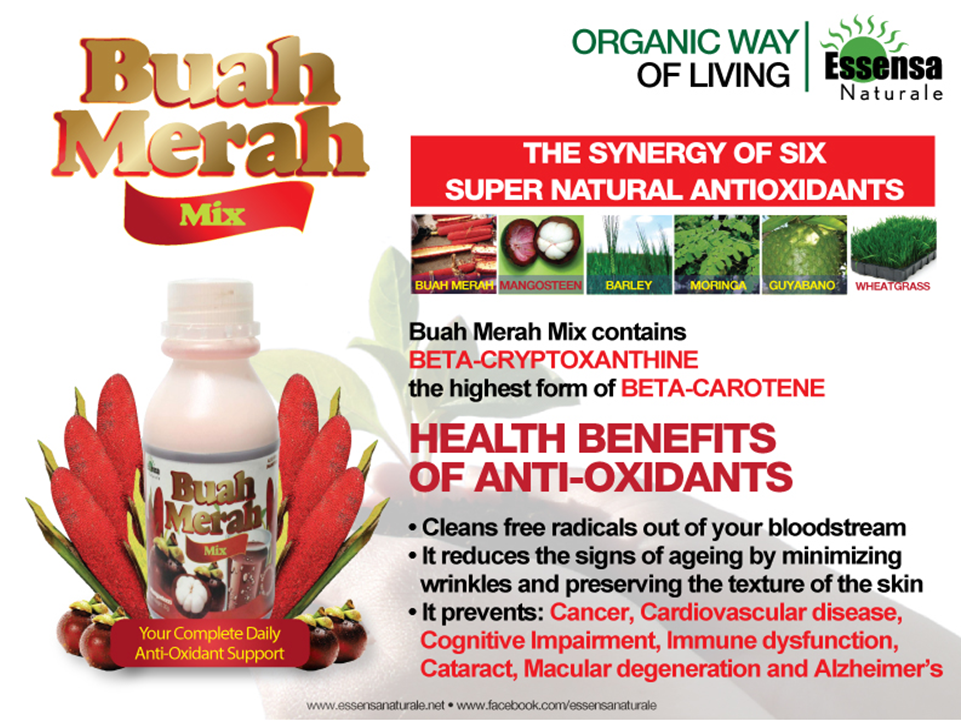 Buah
Merah
Mix
ORGANIC WAY
OF LIVING
Essensa
Naturale
THE SYNERGY OF SIX
SUPER NATURAL ANTIOXIDANTS
BUAH MERAH MANGOSTEEN BARLEY MORINGA GUYABANO WHEATGRASS
Buah Merah Mix contains
BETA-CRYPTOXANTHINE
the highest form of BETA-CAROTENE
HEALTH BENEFITS
OF ANTI-OXIDANTS
• Cleans free radicals out of your bloodstream
• It reduces the signs of ageing by minimizing
wrinkles and preserving the texture of the skin
• It prevents: Cancer, Cardiovascular disease,
Cognitive Impairment, Immune dysfunction,
Cataract, Macular degeneration and Alzheimer's
Buah
Merah
Mix
Your Complete Daily
Anti-Oxidant Support
www.essensanaturale.net • www.facebook.com/essensanaturale